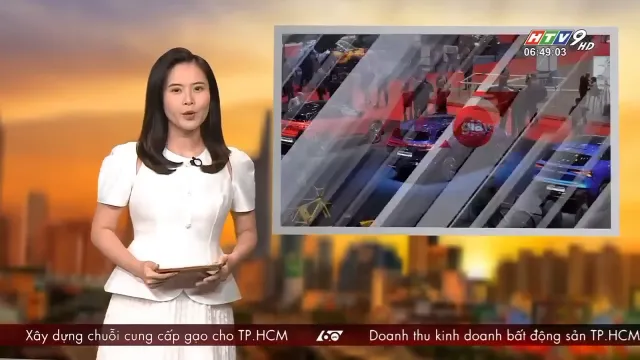 HTV9 HD
06:49:03
Xây dựng chuỗi cung cấp gạo cho TP.HCM
60
Doanh thu kinh doanh bất động sản TP.HCM